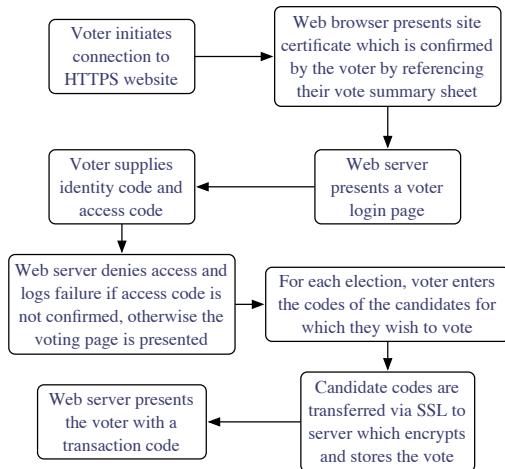 Voter initiates
connection to
HTTPS website
Web browser presents site
certificate which is confirmed
by the voter by referencing
their vote summary sheet
Web server
presents a voter
login page
Voter supplies
identity code and
access code
Web server denies access and
logs failure if access code is
not confirmed, otherwise the
voting page is presented
For each election, voter enters
the codes of the candidates for
which they wish to vote
Candidate codes are
transferred via SSL to
server which encrypts
and stores the vote
Web server presents
the voter with a
transaction code